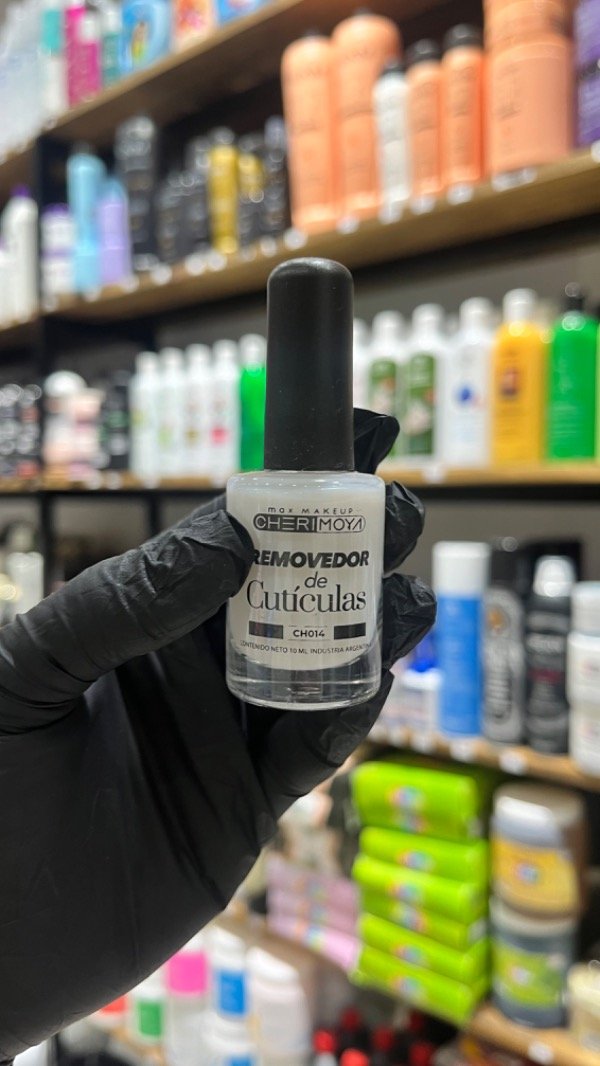 max MAKEUP
CHERIMOYA
REMOVEDOR
de
Cutículas
CH014
CONTENIDO NETO 10 ML INDUSTRIA ARGENTINA